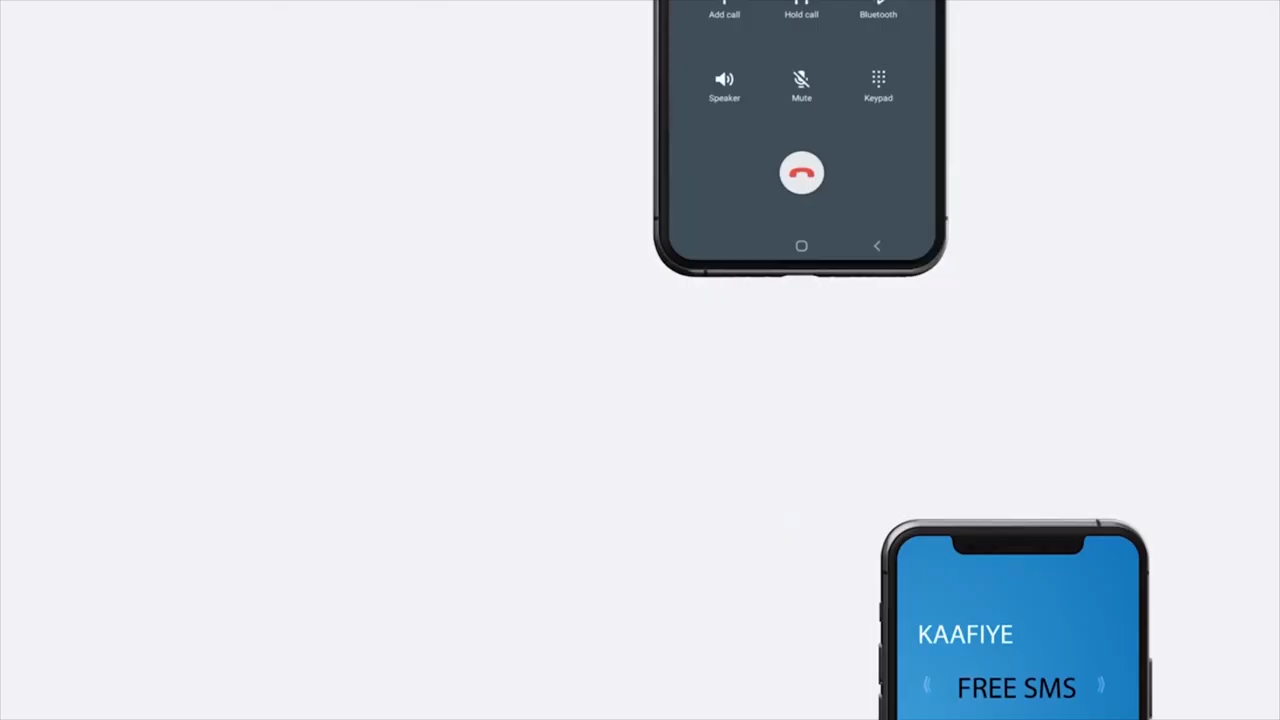 Add call Hold call Bluetooth
Speaker Mute Keypad
KAAFIYE
FREE SMS